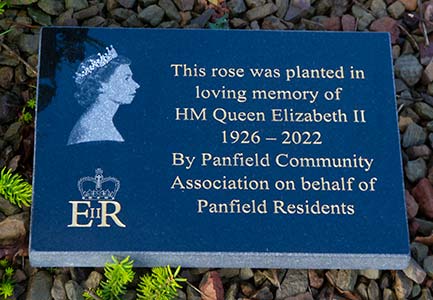 This rose was planted in
loving memory of
HM Queen Elizabeth II
1926 – 2022
By Panfield Community
Association on behalf of
Panfield Residents
EIIR